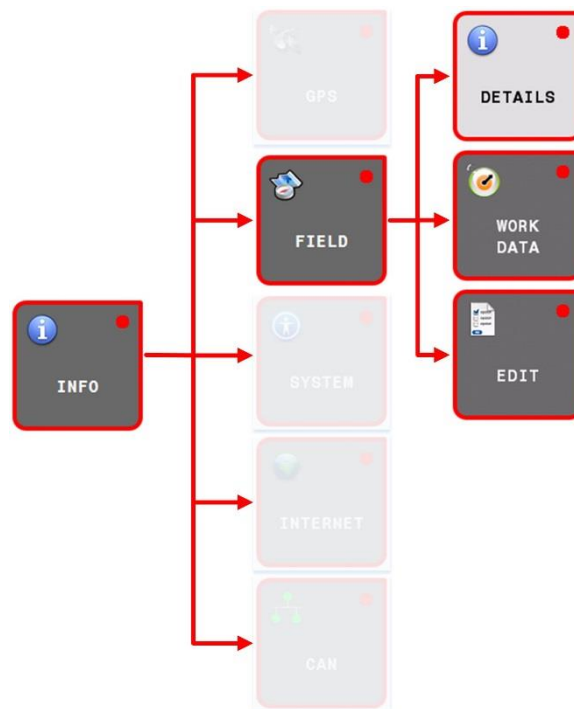 GPS
DETAILS
FIELD
WORK
DATA
INFO
SYSTEM
EDIT
INTERNET
CAN